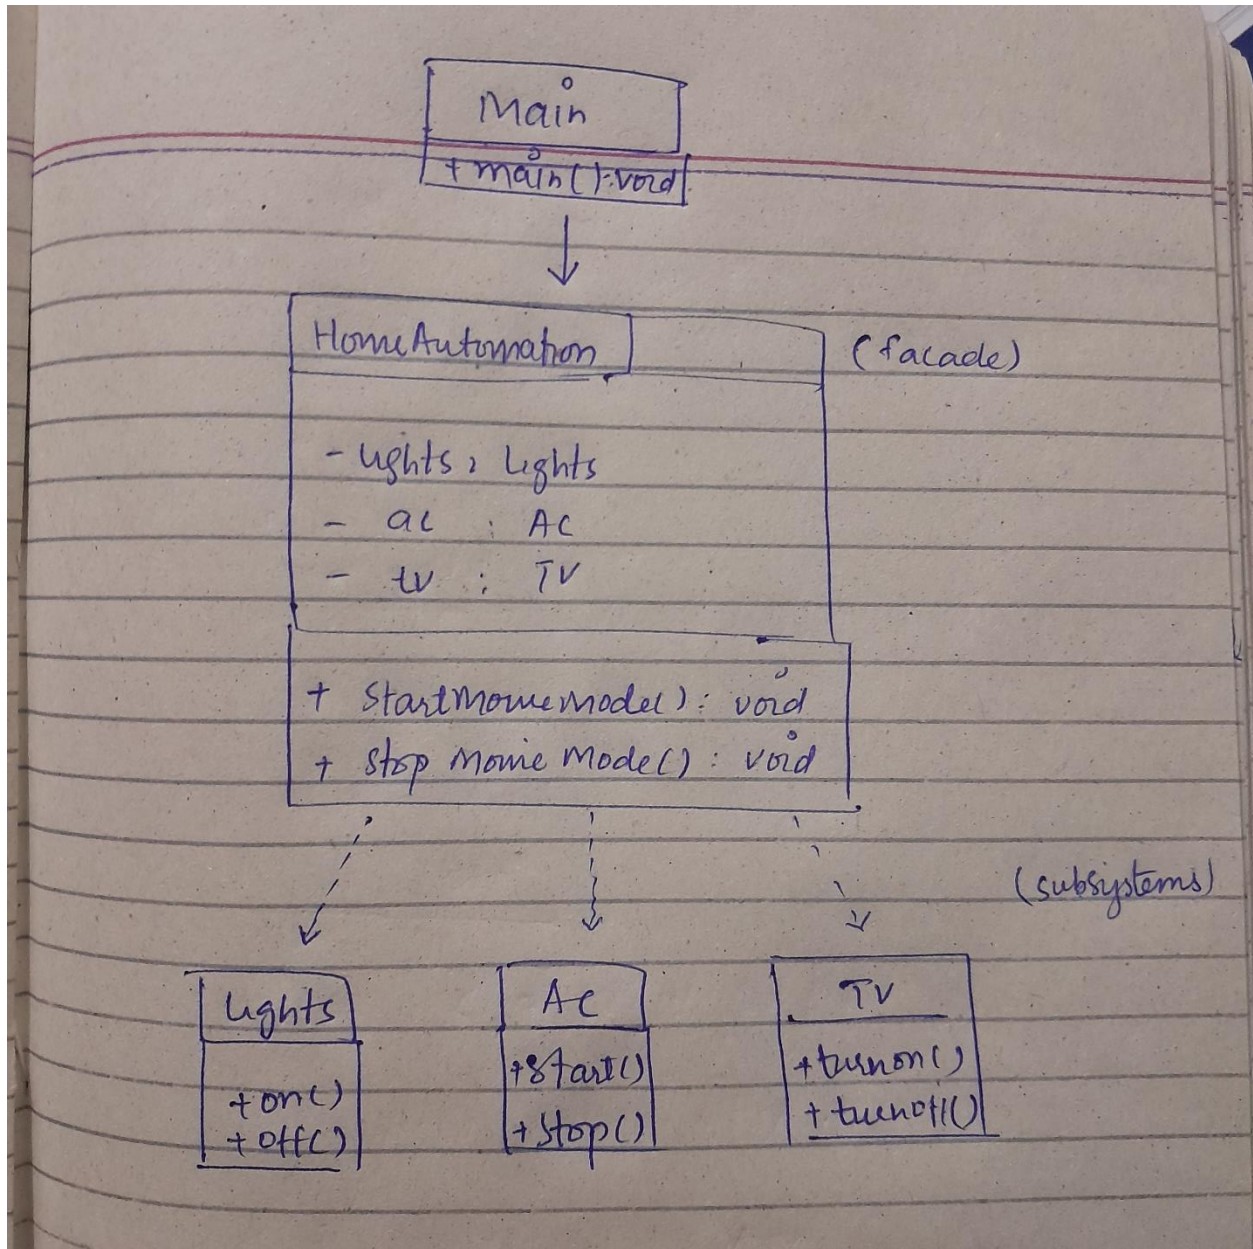 Main
+ main() : void
HomeAutomation
(facade)
- lights : Lights
- ac : AC
- tv : TV
+ StartMovieMode() : void
+ Stop Movie Mode() : void
(subsystems)
Lights
+ on()
+ off()
AC
+ Start()
+ Stop()
TV
+ turnon()
+ turnoff()